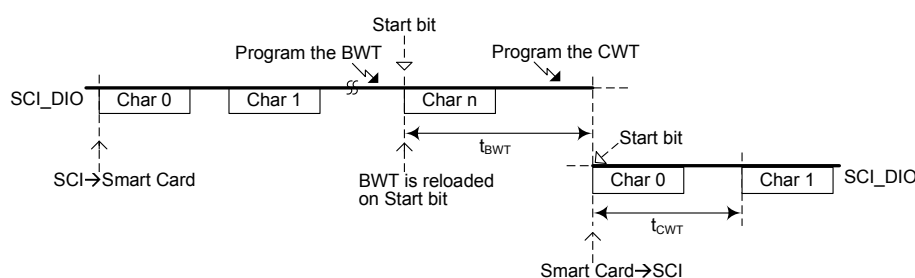 Start bit
Program the BWT
Program the CWT
SCI_DIO
Char 0
Char 1
Char n
tBWT
Start bit
SCI→Smart Card
BWT is reloaded
on Start bit
Char 0
Char 1
SCI_DIO
tCWT
Smart Card→SCI